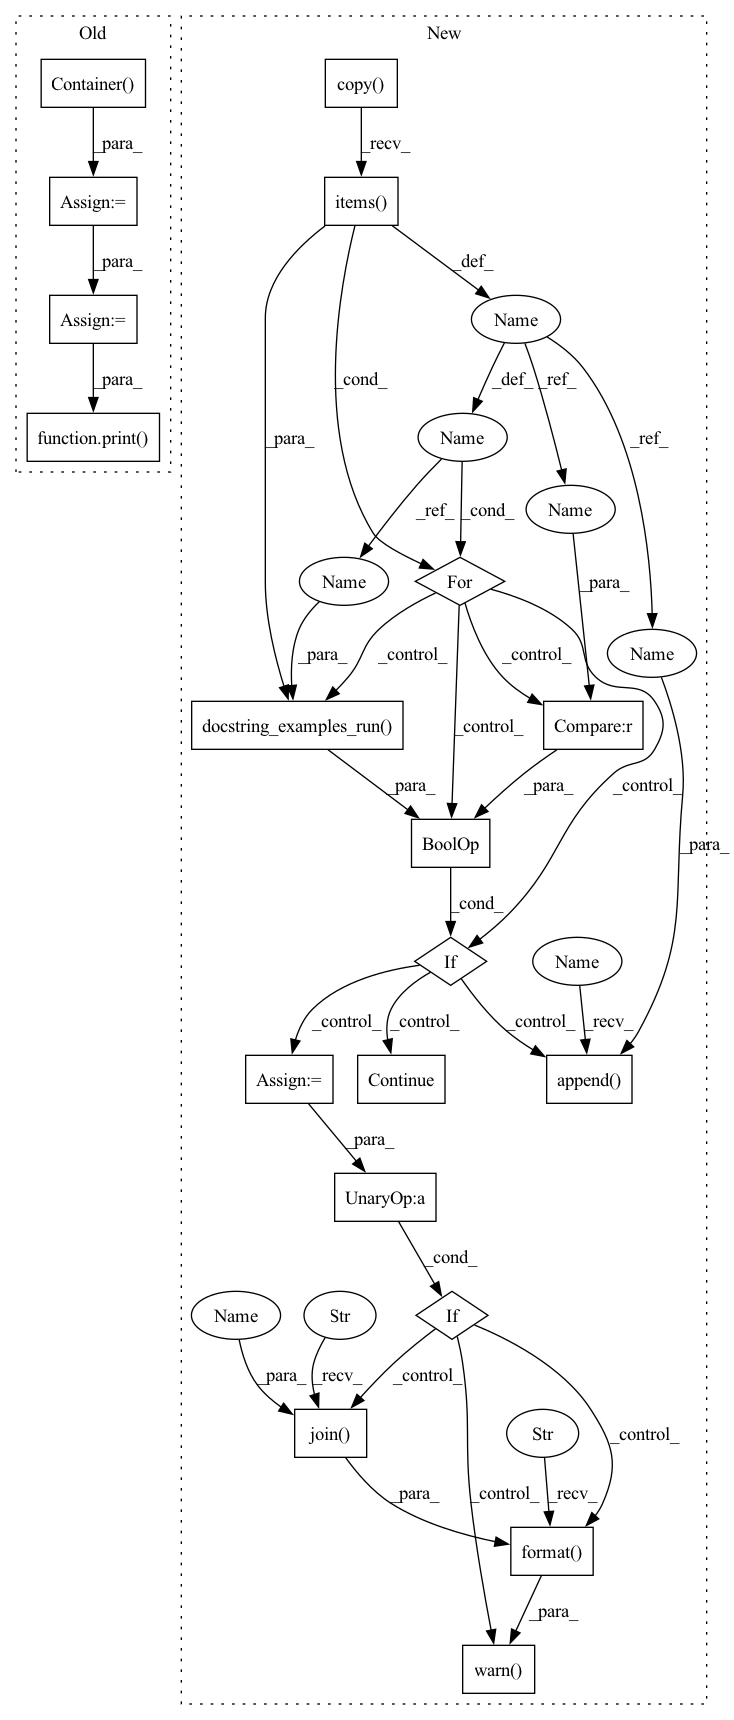 Old
New
Container()
copy()
_para_
_recv_
Assign:=
items()
_para_
_def_
Assign:=
Name
_para_
_cond_
_def_
_ref_
function.print()
_para_
Name
_ref_
_ref_
_cond_
Name
Name
For
Name
_para_
_para_
_control_
_control_
docstring_examples_run()
Compare:r
_control_
_para_
_para_
_control_
BoolOp
_para_
_cond_
If
Name
_control_
_control_
_control_
_recv_
Assign:=
Continue
append()
_para_
UnaryOp:a
_cond_
Name
Str
If
_para_
_recv_
_control_
join()
Str
_control_
_para_
_control_
_recv_
format()
_para_
warn()